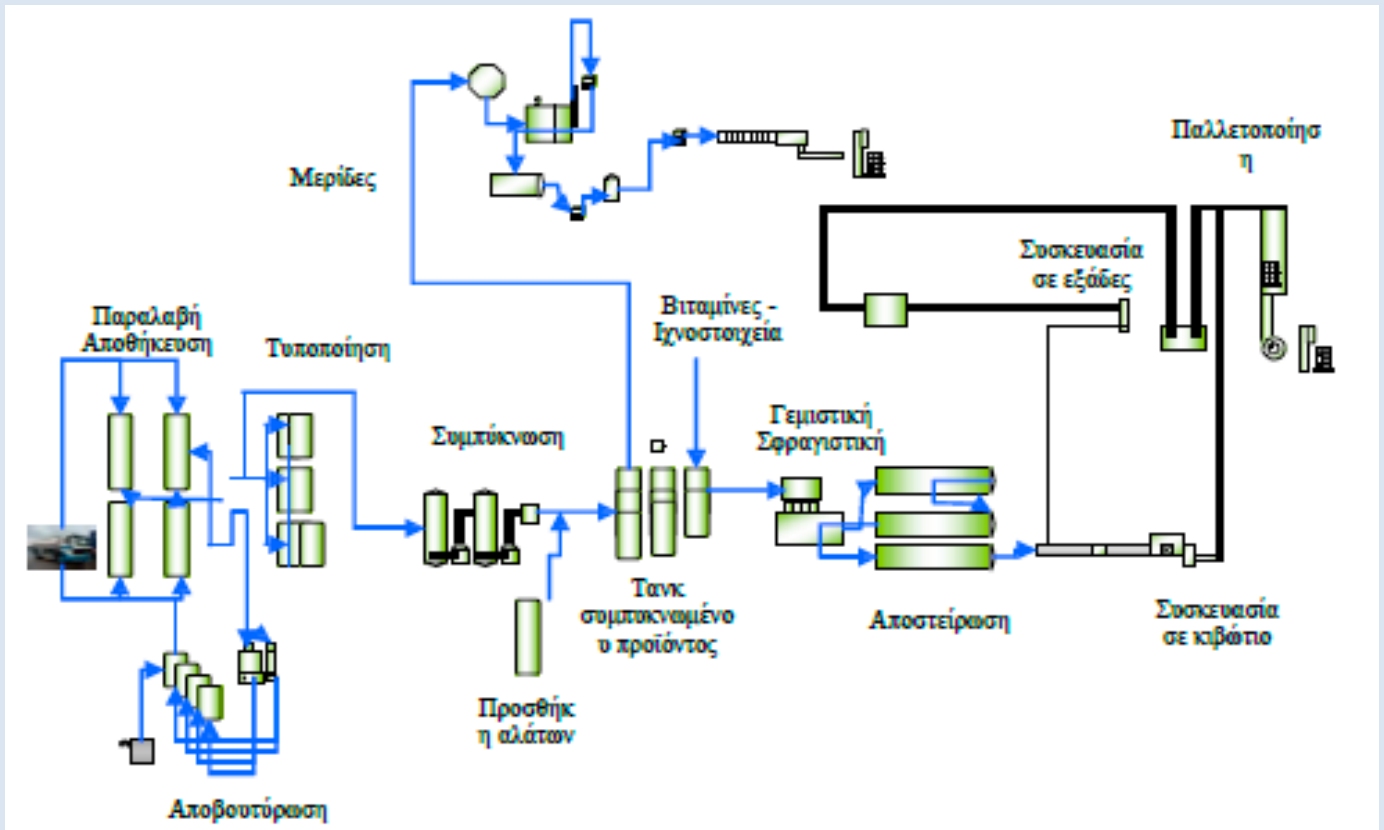 Παλλετοποίησ
η
Μερίδες
Συσκευασία
σε εξάδες
Βιταμίνες -
Ιχνοστοιχεία
Παραλαβή
Αποθήκευση
Τυποποίηση
Γεμιστική
Σφραγιστική
Συμπύκνωση
Τανκ
συμπυκνωμένο
υ προϊόντος
Αποστείρωση
Συσκευασία
σε κιβώτιο
Προσθήκ
η αλάτων
Αποβουτύρωση